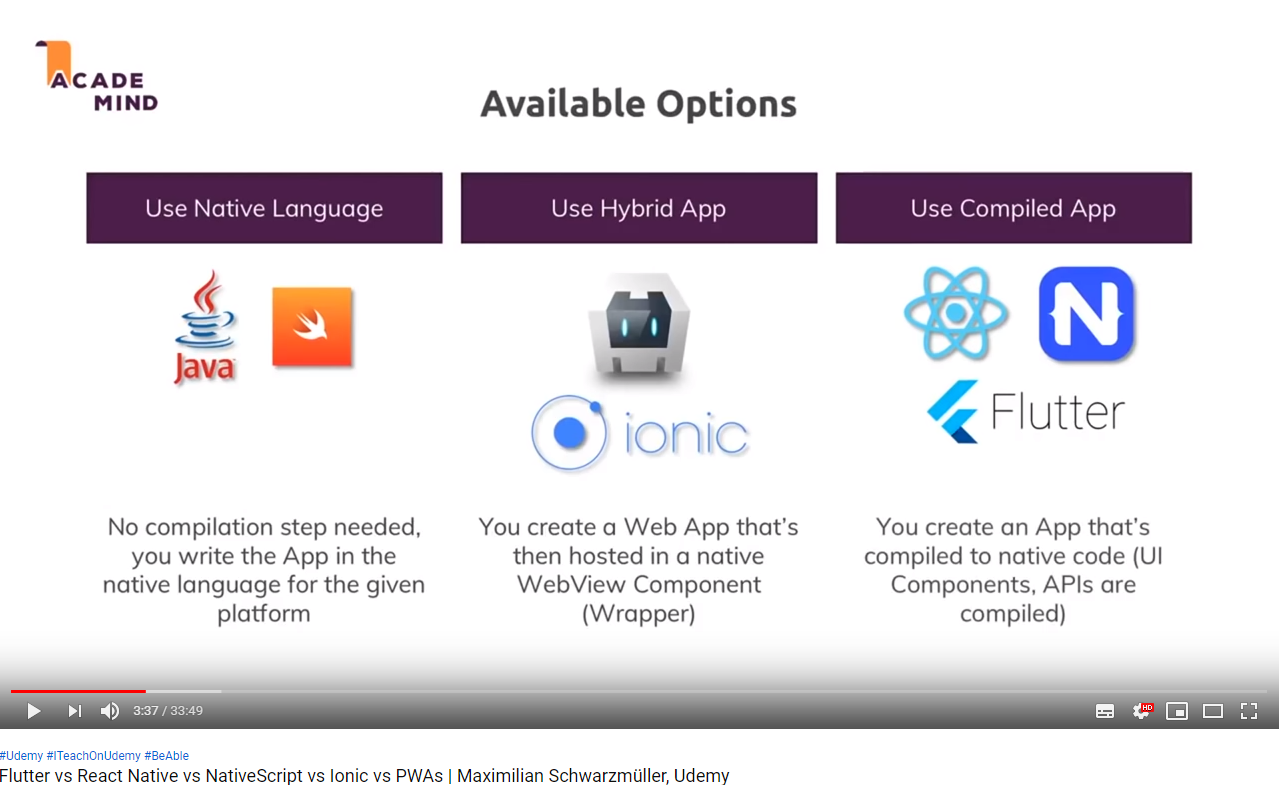 ACADE
MIND
Available Options
Use Native Language
Use Hybrid App
Use Compiled App
Java
ionic
N
Flutter
No compilation step needed,
you write the App in the
native language for the given
platform
You create a Web App that's
then hosted in a native
WebView Component
(Wrapper)
You create an App that's
compiled to native code (UI
Components, APIs are
compiled)
3:37 / 33:49
HD
#Udemy #ITeachOnUdemy #BeAble
Flutter vs React Native vs NativeScript vs Ionic vs PWAs | Maximilian Schwarzmüller, Udemy